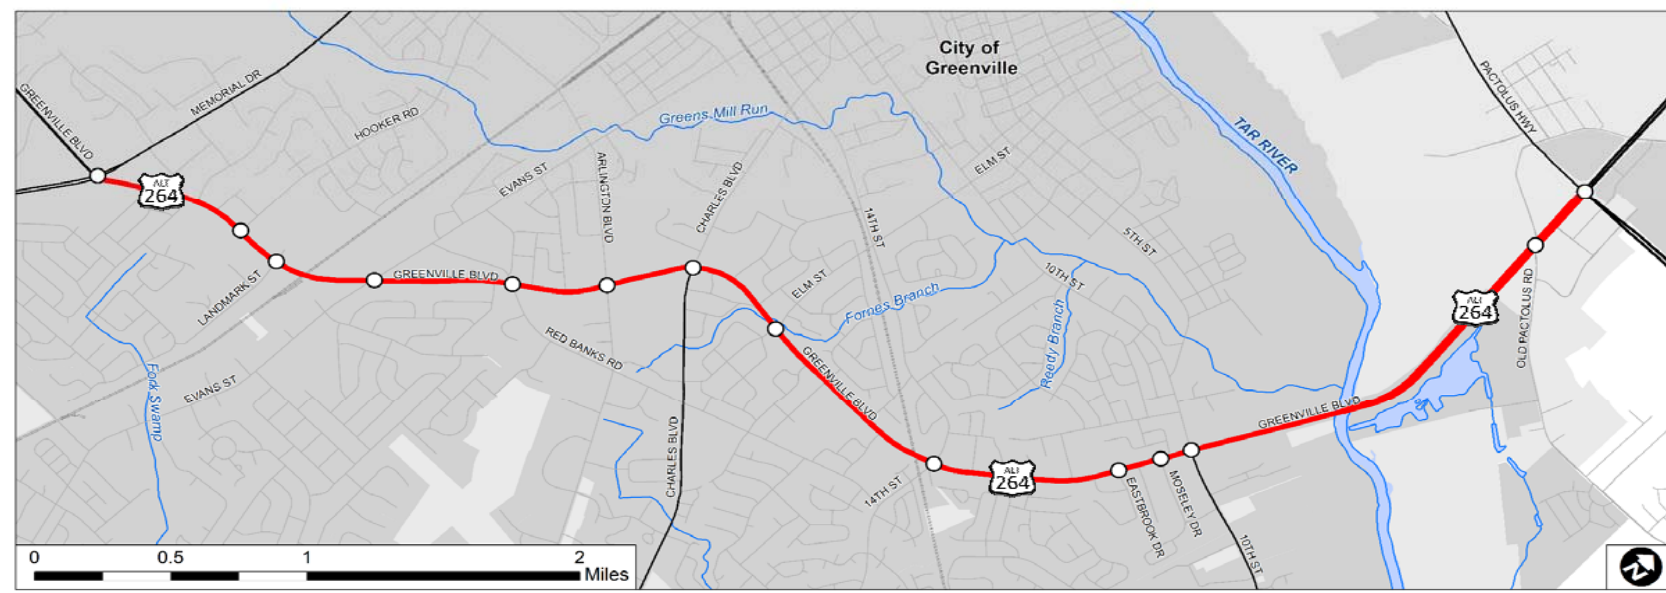 City of
Greenville
GREENVILLE BLVD
MEMORIAL DR
HOOKER RD
Greens Mill Run
EVANS ST
ARLINGTON BLVD
CHARLES BLVD
ELM ST
14TH ST
TAR RIVER
PACTOLUS HWY
ALT
264
5TH ST
10TH ST
LANDMARK ST
GREENVILLE BLVD
ELM ST
Fornes Branch
Reedy Branch
ALT
264
OLD PACTOLUS RD
RED BANKS RD
GREENVILLE BLVD
Fork Swamp
EVANS ST
CHARLES BLVD
GREENVILLE BLVD
14TH ST
ALT
264
EASTBROOK DR
MOSELEY DR
10TH ST
0 0.5 1 2
Miles
N